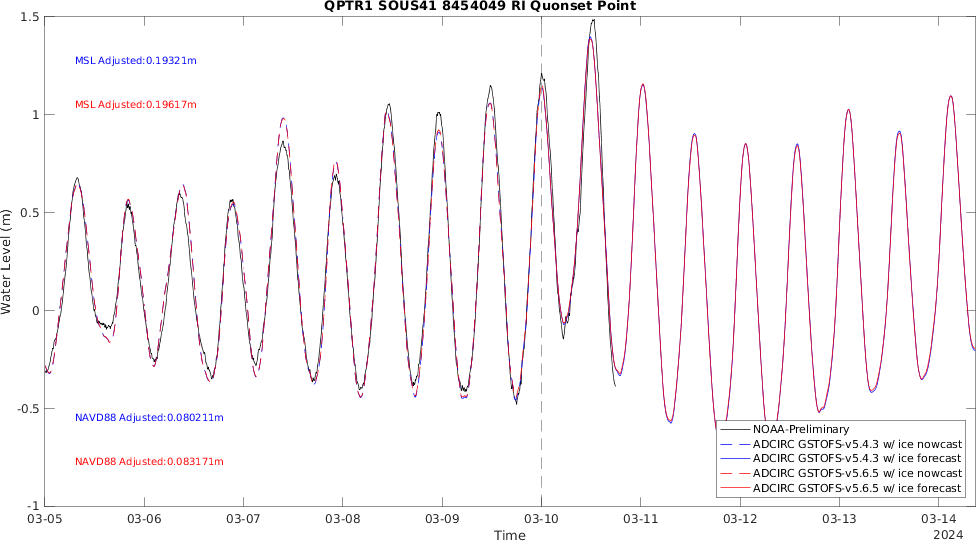 QPTR1 SOUS41 8454049 RI Quonset Point
1.5
1
0.5
0
-0.5
-1
Water Level (m)
MSL Adjusted:0.19321m
MSL Adjusted:0.19617m
NAVD88 Adjusted:0.080211m
NAVD88 Adjusted:0.083171m
NOAA-Preliminary
ADCIRC GSTOFS-v5.4.3 w/ ice nowcast
ADCIRC GSTOFS-v5.4.3 w/ ice forecast
ADCIRC GSTOFS-v5.6.5 w/ ice nowcast
ADCIRC GSTOFS-v5.6.5 w/ ice forecast
03-05 03-06 03-07 03-08 03-09 03-10 03-11 03-12 03-13 03-14
Time
2024